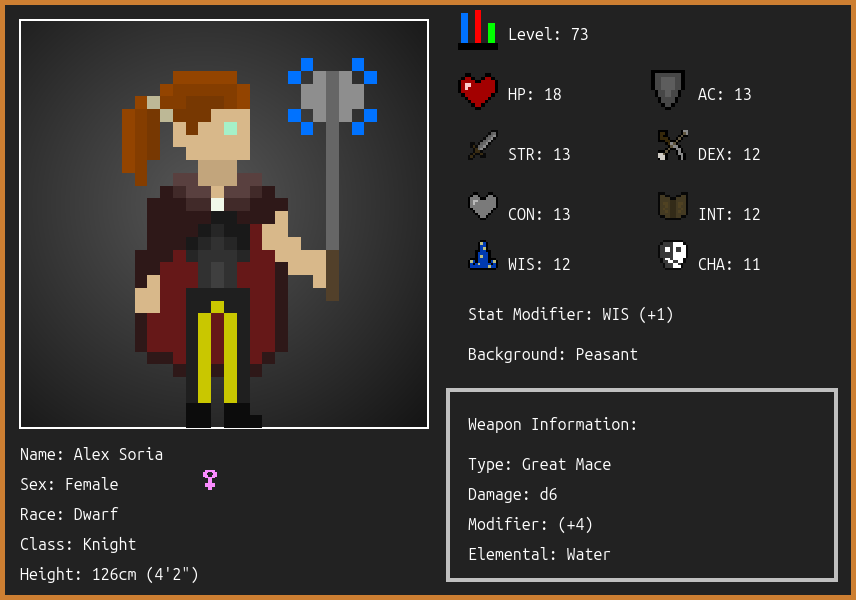 Level: 73
HP: 18
AC: 13
STR: 13
DEX: 12
CON: 13
INT: 12
WIS: 12
CHA: 11
Stat Modifier: WIS (+1)
Background: Peasant
Weapon Information:
Type: Great Mace
Damage: d6
Modifier: (+4)
Elemental: Water
Name: Alex Soria
Sex: Female
Race: Dwarf
Class: Knight
Height: 126cm (4'2")